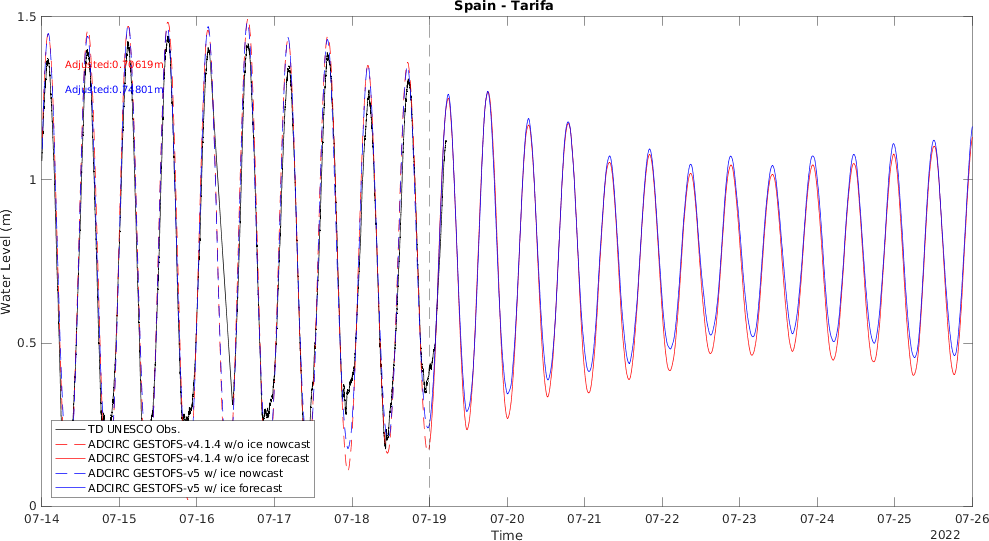 Spain - Tarifa
1.5
Adjusted:0.70619m
Adjusted:0.74801m
1
Water Level (m)
0.5
TD UNESCO Obs.
ADCIRC GESTOFS-v4.1.4 w/o ice nowcast
ADCIRC GESTOFS-v4.1.4 w/o ice forecast
ADCIRC GESTOFS-v5 w/ ice nowcast
ADCIRC GESTOFS-v5 w/ ice forecast
0
07-14 07-15 07-16 07-17 07-18 07-19 07-20 07-21 07-22 07-23 07-24 07-25 07-26
Time
2022